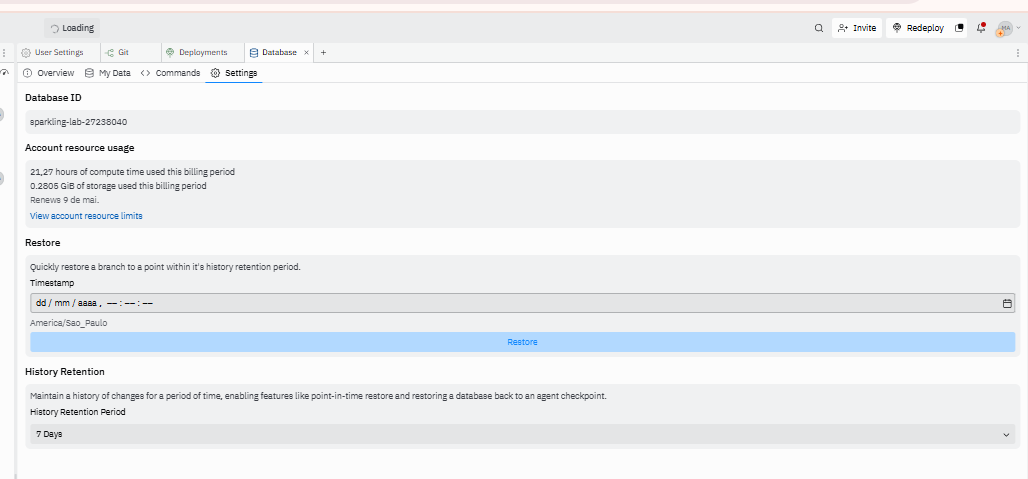 Loading
Invite
Redeploy
MA
User Settings
Git
Deployments
Database
Overview
My Data
Commands
Settings
Database ID
sparkling-lab-27238040
Account resource usage
21,27 hours of compute time used this billing period
0.2805 GiB of storage used this billing period
Renews 9 de mai.
View account resource limits
Restore
Quickly restore a branch to a point within it's history retention period.
Timestamp
dd / mm / aaaa , -- : -- : --
America/Sao_Paulo
Restore
History Retention
Maintain a history of changes for a period of time, enabling features like point-in-time restore and restoring a database back to an agent checkpoint.
History Retention Period
7 Days